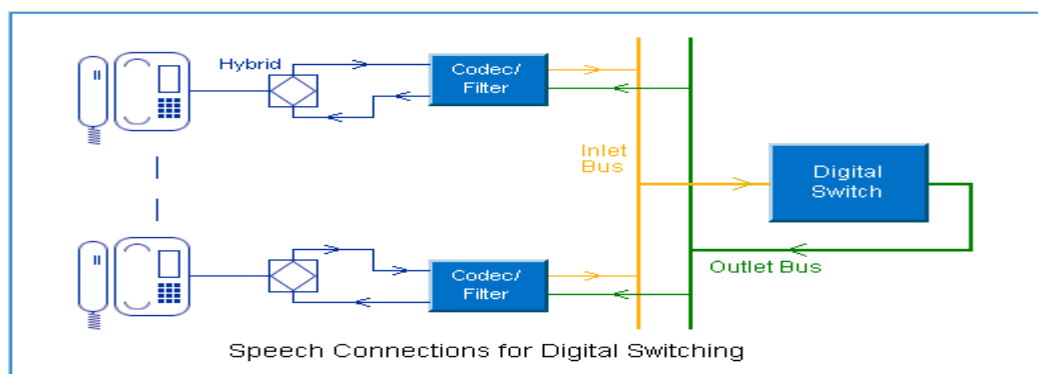 Hybrid
Codec/
Filter
Inlet
Bus
Digital
Switch
Outlet Bus
Codec/
Filter
Speech Connections for Digital Switching